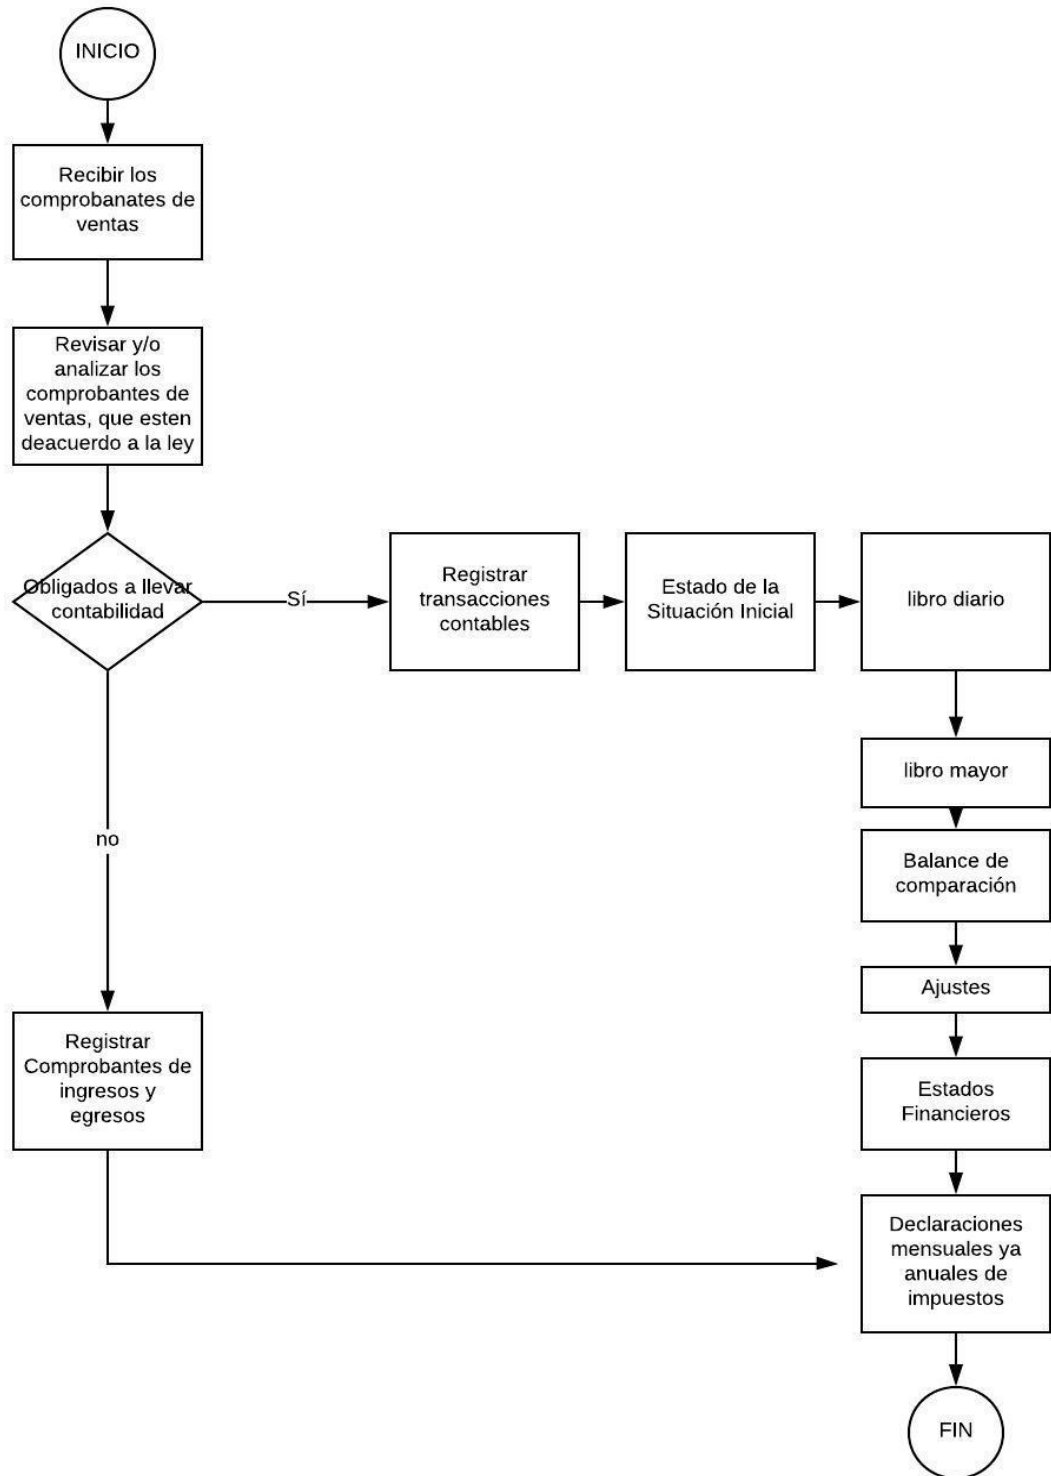 INICIO
Recibir los
comprobanates de
ventas
Revisar y/o
analizar los
comprobantes de
ventas, que esten
deacuerdo a la ley
Obligados a llevar
contabilidad
Sí
Registrar
transacciones
contables
Estado de la
Situación Inicial
libro diario
libro mayor
Balance de
comparación
Ajustes
Estados
Financieros
no
Registrar
Comprobantes de
ingresos y
egresos
Declaraciones
mensuales ya
anuales de
impuestos
FIN